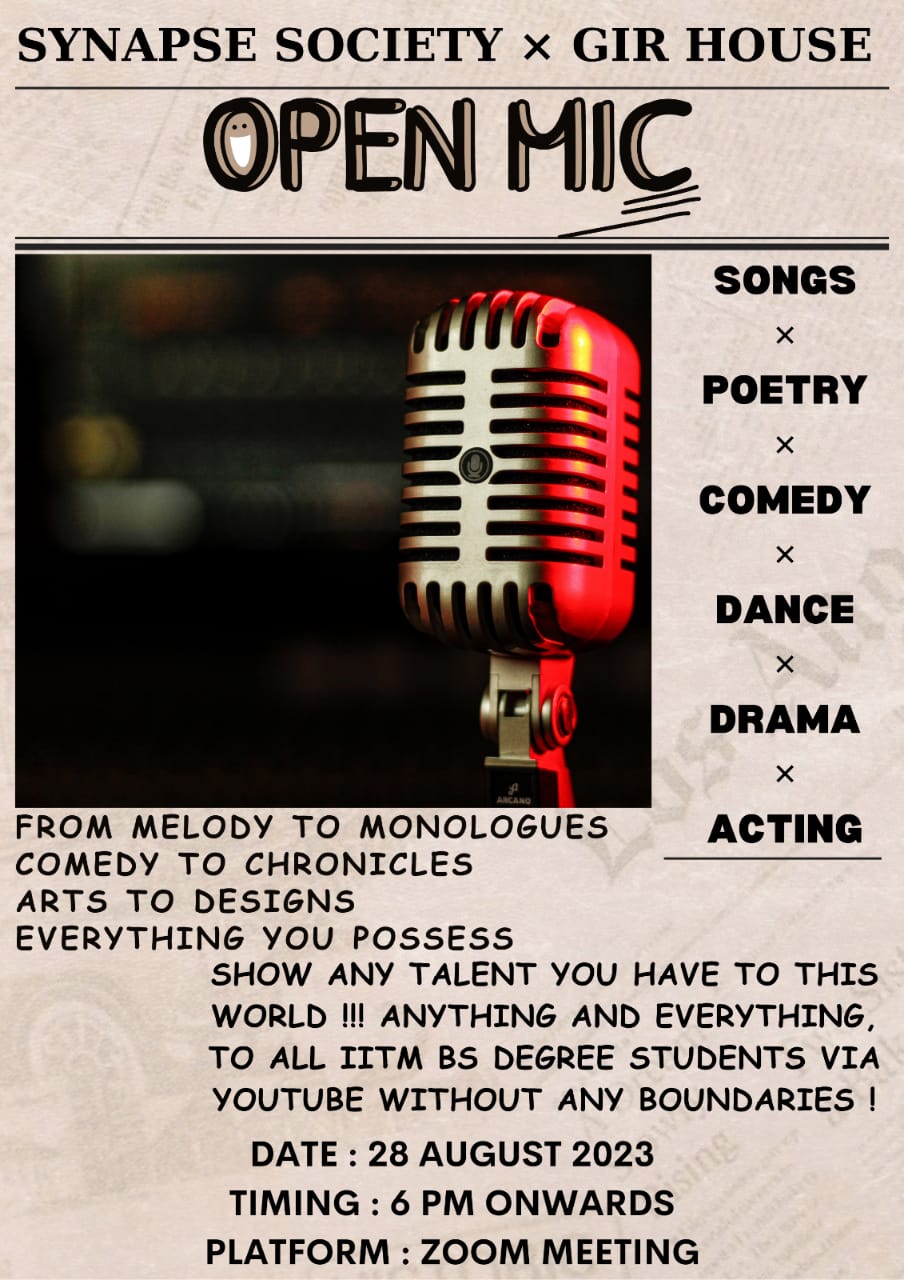 SYNAPSE SOCIETY × GIR HOUSE
OPEN MIC
SONGS
×
POETRY
×
COMEDY
×
DANCE
×
DRAMA
×
ACTING
ARCANO
FROM MELODY TO MONOLOGUES
COMEDY TO CHRONICLES
ARTS TO DESIGNS
EVERYTHING YOU POSSESS
SHOW ANY TALENT YOU HAVE TO THIS
WORLD !!! ANYTHING AND EVERYTHING,
TO ALL IITM BS DEGREE STUDENTS VIA
YOUTUBE WITHOUT ANY BOUNDARIES !
DATE : 28 AUGUST 2023
TIMING : 6 PM ONWARDS
PLATFORM : ZOOM MEETING